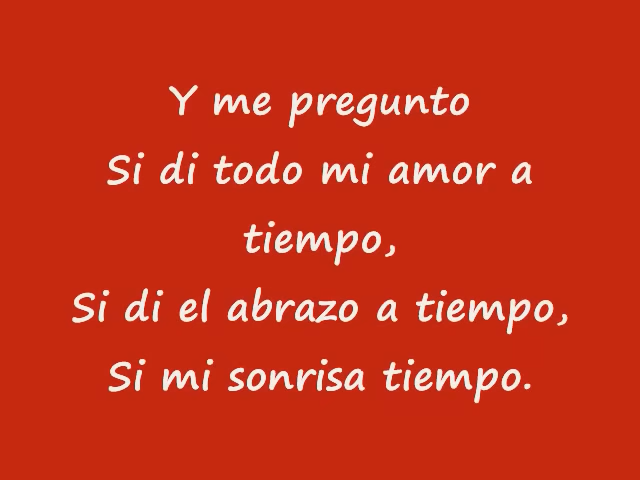 Y me pregunto
Si di todo mi amor a
tiempo,
Si di el abrazo a tiempo,
Si mi sonrisa tiempo.